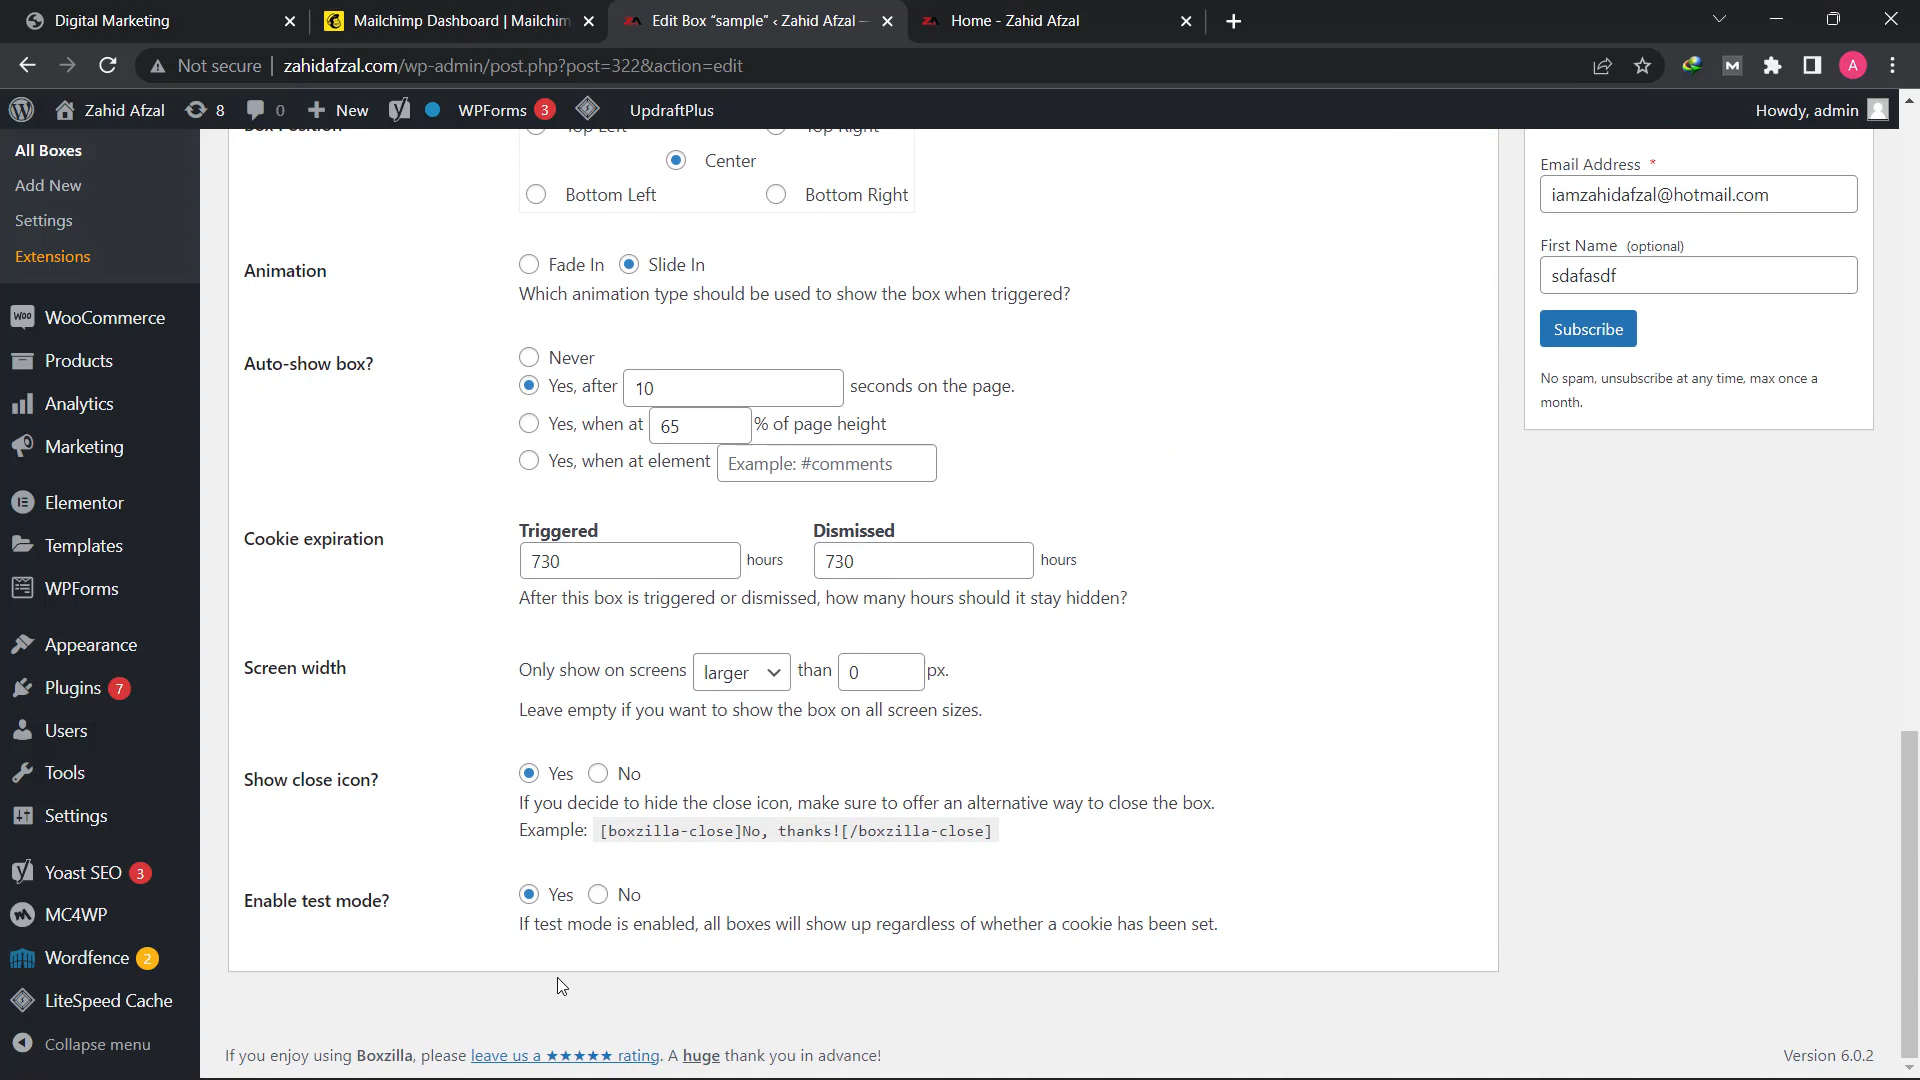 Digital Marketing
Mailchimp Dashboard | Mailchim
Edit Box “sample” ‹ Zahid Afzal —
Home - Zahid Afzal
Not secure
zahidafzal.com/wp-admin/post.php?post=322&action=edit
A
Zahid Afzal
8
0
New
WPForms 3
UpdraftPlus
Howdy, admin
All Boxes
Add New
Settings
Extensions
WooCommerce
Products
Analytics
Marketing
Elementor
Templates
WPForms
Appearance
Plugins 7
Users
Tools
Settings
Yoast SEO 3
MC4WP
Wordfence 2
LiteSpeed Cache
Collapse menu
Box Position
Top Left
Top Right
Center
Bottom Left
Bottom Right
Animation
Fade In
Slide In
Which animation type should be used to show the box when triggered?
Auto-show box?
Never
Yes, after 10 seconds on the page.
Yes, when at 65 % of page height
Yes, when at element Example: #comments
Cookie expiration
Triggered
730 hours
Dismissed
730 hours
After this box is triggered or dismissed, how many hours should it stay hidden?
Screen width
Only show on screens larger than 0 px.
Leave empty if you want to show the box on all screen sizes.
Show close icon?
Yes
No
If you decide to hide the close icon, make sure to offer an alternative way to close the box.
Example: [boxzilla-close]No, thanks![/boxzilla-close]
Enable test mode?
Yes
No
If test mode is enabled, all boxes will show up regardless of whether a cookie has been set.
Email Address *
iamzahidafzal@hotmail.com
First Name (optional)
sdafasdf
Subscribe
No spam, unsubscribe at any time, max once a
month.
If you enjoy using Boxzilla, please leave us a ★★★★★ rating. A huge thank you in advance!
Version 6.0.2